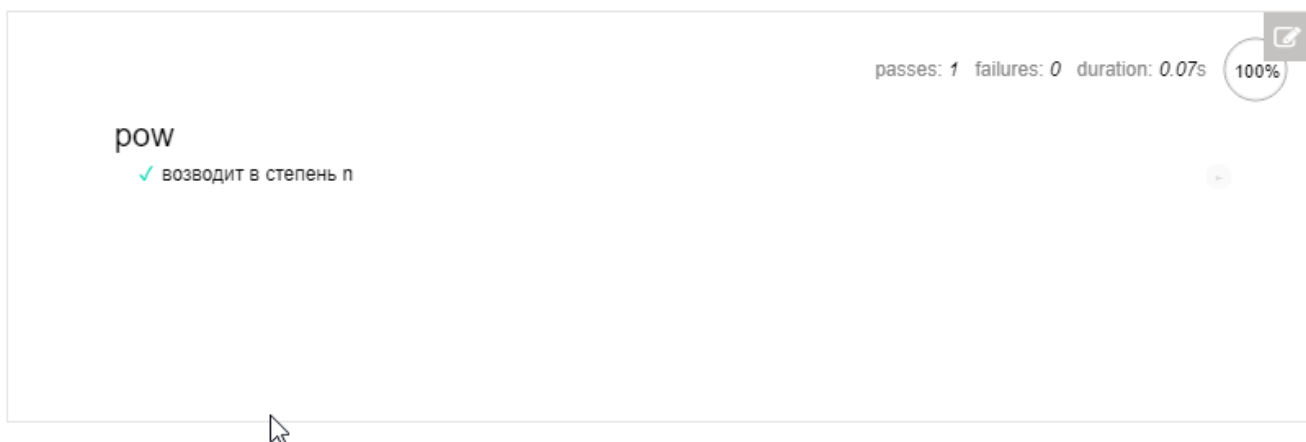 passes: 1 failures: 0 duration: 0.07s 100%
pow
✓ возводит в степень n